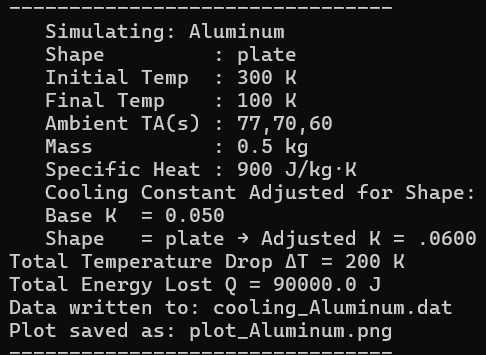 --------------------------------
   Simulating: Aluminum
   Shape         : plate
   Initial Temp  : 300 K
   Final Temp    : 100 K
   Ambient TA(s) : 77,70,60
   Mass          : 0.5 kg
   Specific Heat : 900 J/kg·K
   Cooling Constant Adjusted for Shape:
   Base K  = 0.050
   Shape   = plate → Adjusted K = .0600
Total Temperature Drop ΔT = 200 K
Total Energy Lost Q = 90000.0 J
Data written to: cooling_Aluminum.dat
Plot saved as: plot_Aluminum.png
--------------------------------